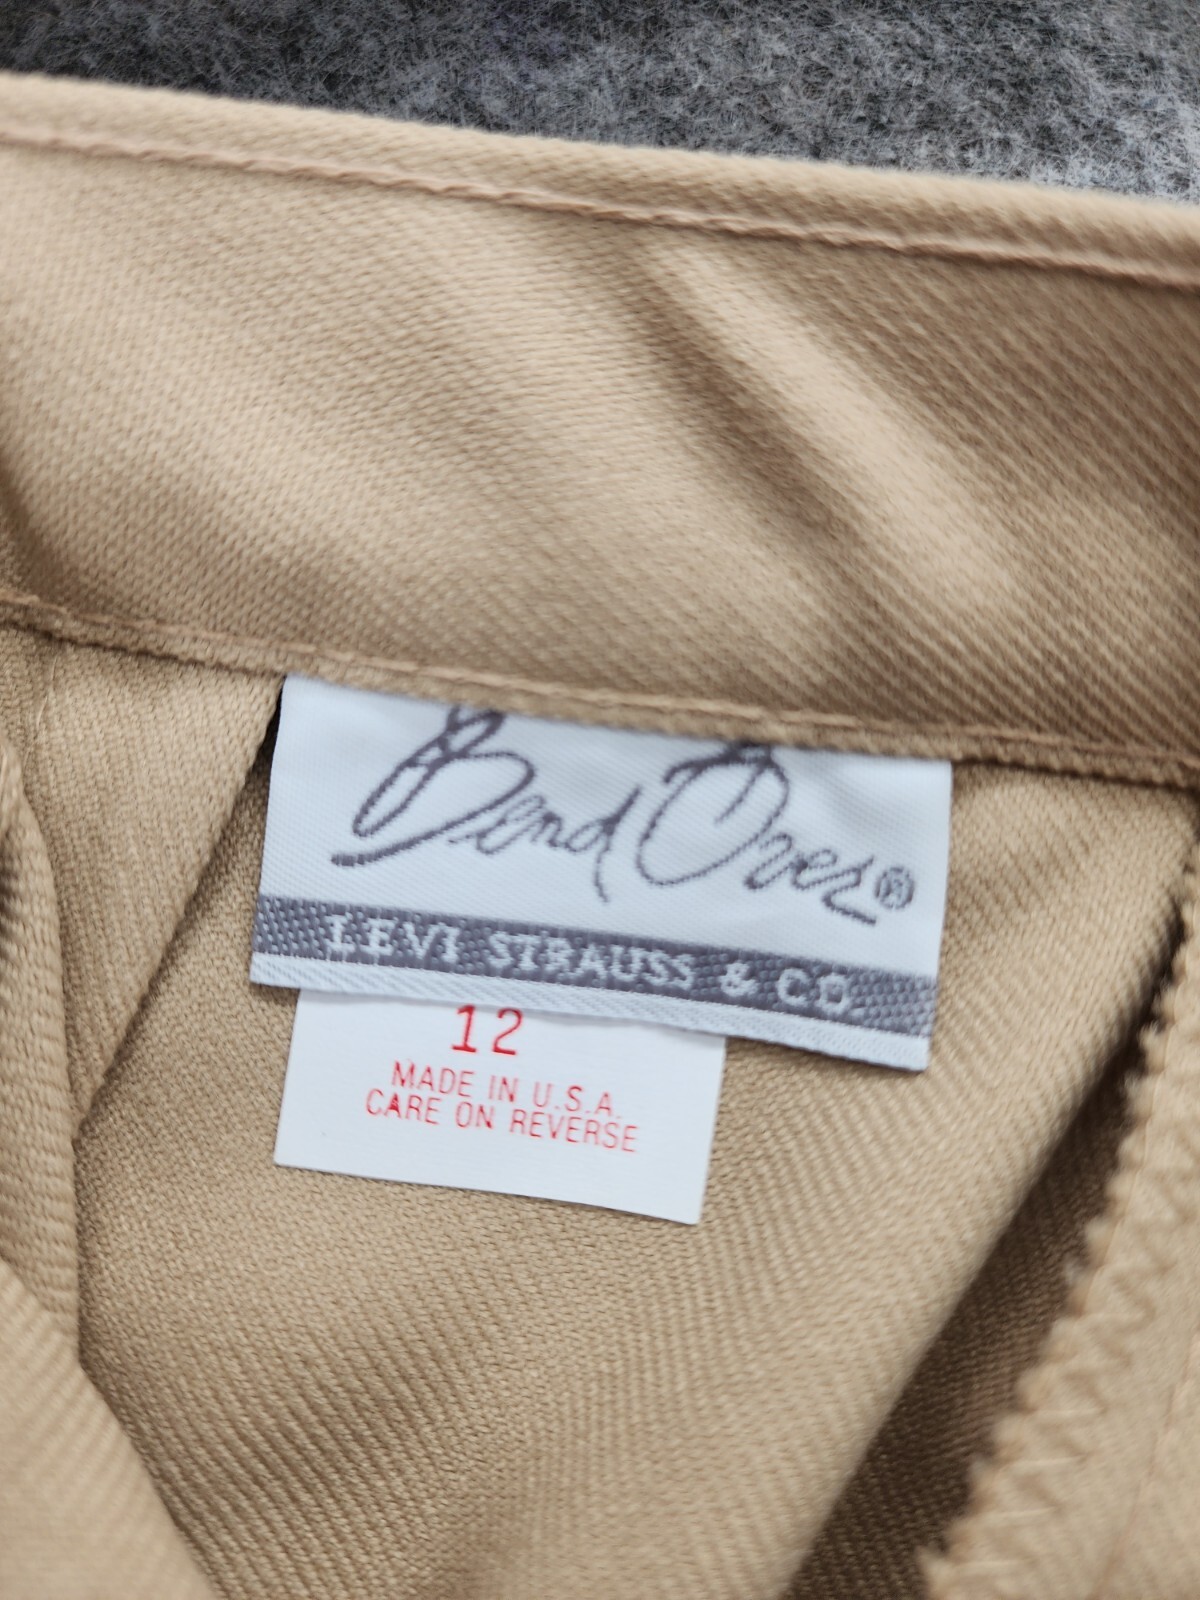 Bend Over®
LEVI STRAUSS & CO.
12
MADE IN U.S.A.
CARE ON REVERSE